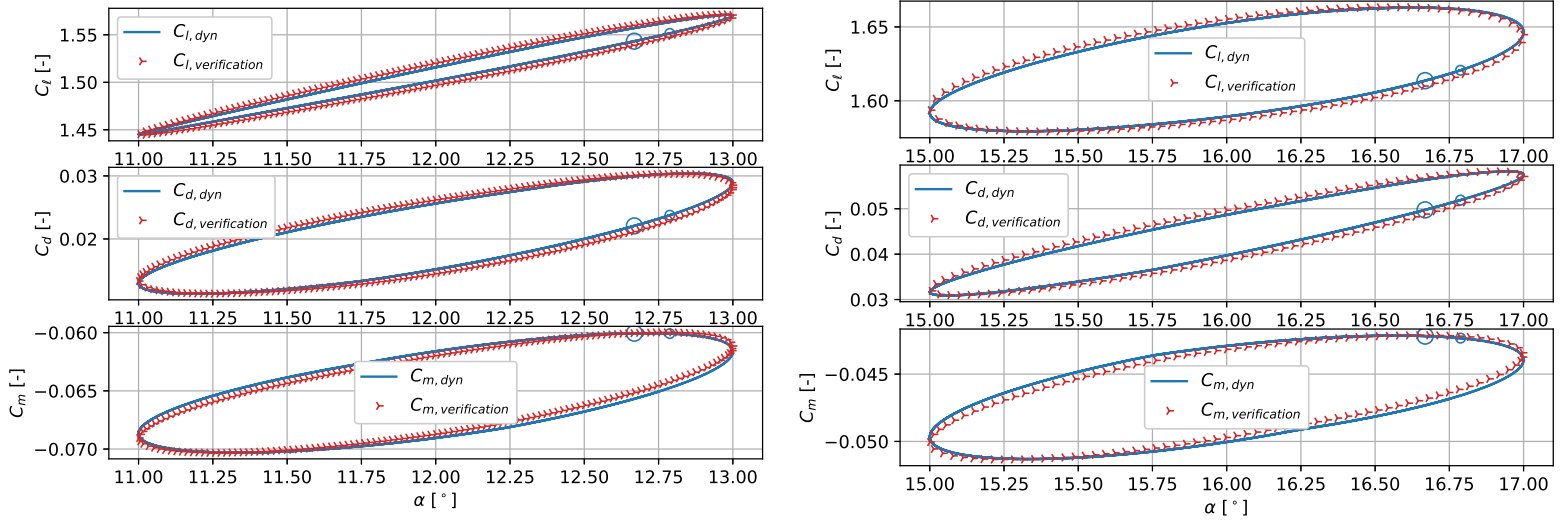 1.55
1.50
1.45
C_ℓ [-]
C_{l, dyn}
C_{l, verification}
11.00 11.25 11.50 11.75 12.00 12.25 12.50 12.75 13.00
0.03
0.02
C_d [-]
C_{d, dyn}
C_{d, verification}
11.00 11.25 11.50 11.75 12.00 12.25 12.50 12.75 13.00
−0.060
−0.065
−0.070
C_m [-]
C_{m, dyn}
C_{m, verification}
11.00 11.25 11.50 11.75 12.00 12.25 12.50 12.75 13.00
α [°]
1.65
1.60
C_ℓ [-]
C_{l, dyn}
C_{l, verification}
15.00 15.25 15.50 15.75 16.00 16.25 16.50 16.75 17.00
0.05
0.04
0.03
C_d [-]
C_{d, dyn}
C_{d, verification}
15.00 15.25 15.50 15.75 16.00 16.25 16.50 16.75 17.00
−0.045
−0.050
C_m [-]
C_{m, dyn}
C_{m, verification}
15.00 15.25 15.50 15.75 16.00 16.25 16.50 16.75 17.00
α [°]